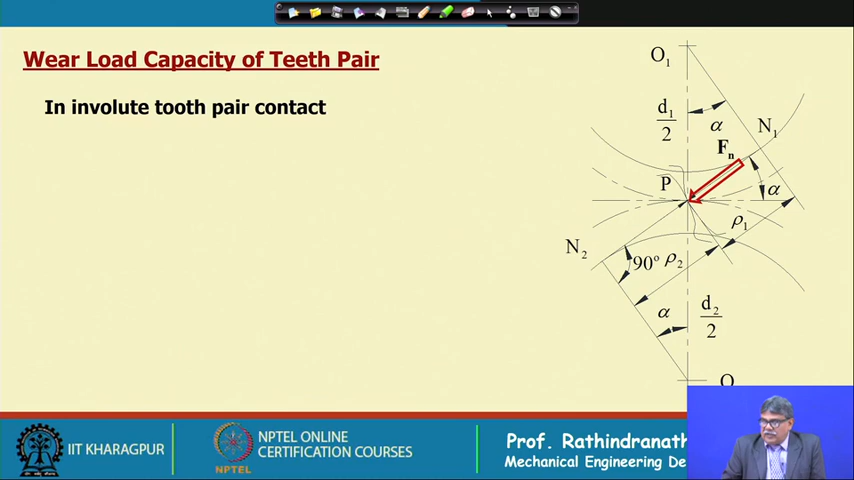 Wear Load Capacity of Teeth Pair
In involute tooth pair contact
O1
d1
2
α
N1
Fn
P
α
ρ1
N2
90º
ρ2
α
d2
2
O
IIT KHARAGPUR
NPTEL
NPTEL ONLINE
CERTIFICATION COURSES
Prof. Rathindranath
Mechanical Engineering De